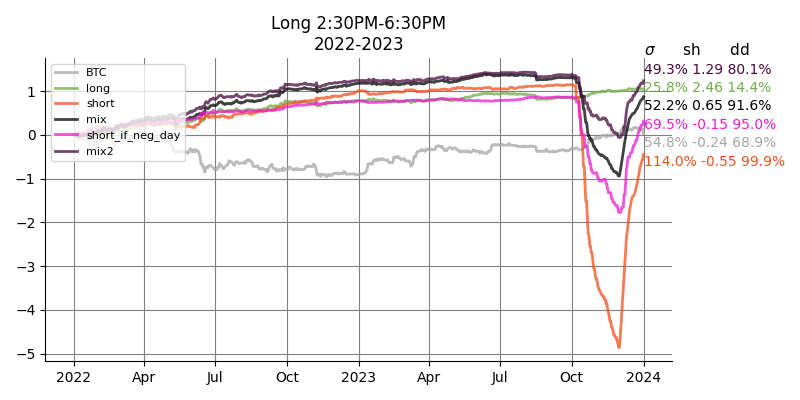 Long 2:30PM-6:30PM
2022-2023
σ sh dd
49.3% 1.29 80.1%
25.8% 2.46 14.4%
52.2% 0.65 91.6%
69.5% -0.15 95.0%
54.8% -0.24 68.9%
114.0% -0.55 99.9%
BTC
long
short
mix
short_if_neg_day
mix2
1
0
−1
−2
−3
−4
−5
2022 Apr Jul Oct 2023 Apr Jul Oct 2024